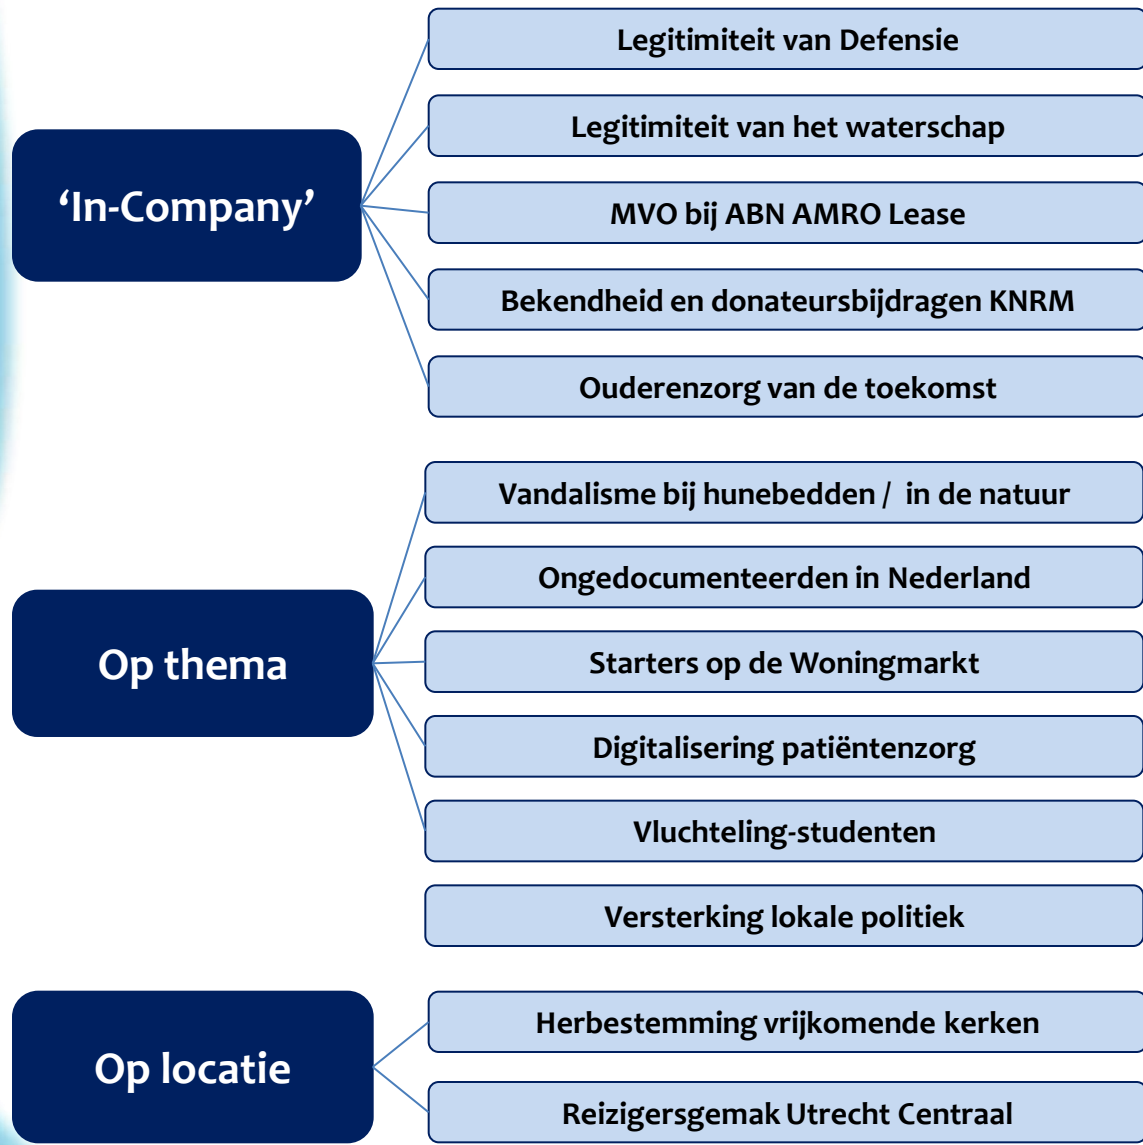 ‘In-Company’
Legitimiteit van Defensie
Legitimiteit van het waterschap
MVO bij ABN AMRO Lease
Bekendheid en donateursbijdragen KNRM
Ouderenzorg van de toekomst
Op thema
Vandalisme bij hunebedden / in de natuur
Ongedocumenteerden in Nederland
Starters op de Woningmarkt
Digitalisering patiëntenzorg
Vluchteling-studenten
Versterking lokale politiek
Op locatie
Herbestemming vrijkomende kerken
Reizigersgemak Utrecht Centraal